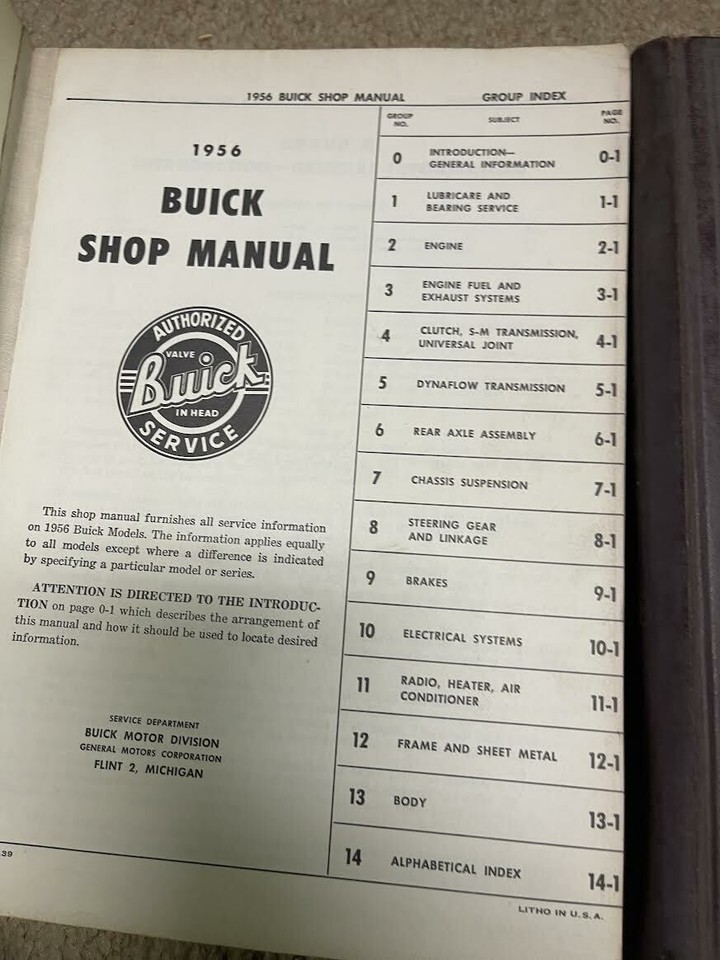 1956 BUICK SHOP MANUAL GROUP INDEX
1956
BUICK
SHOP MANUAL
AUTHORIZED
VALVE
Buick
IN HEAD
SERVICE
This shop manual furnishes all service information
on 1956 Buick Models. The information applies equally
to all models except where a difference is indicated
by specifying a particular model or series.
ATTENTION IS DIRECTED TO THE INTRODUC-
TION on page 0-1 which describes the arrangement of
this manual and how it should be used to locate desired
information.
SERVICE DEPARTMENT
BUICK MOTOR DIVISION
GENERAL MOTORS CORPORATION
FLINT 2, MICHIGAN
39
GROUP NO. SUBJECT PAGE NO.
0 INTRODUCTION—
GENERAL INFORMATION 0-1
1 LUBRICARE AND
BEARING SERVICE 1-1
2 ENGINE 2-1
3 ENGINE FUEL AND
EXHAUST SYSTEMS 3-1
4 CLUTCH, S-M TRANSMISSION,
UNIVERSAL JOINT 4-1
5 DYNAFLOW TRANSMISSION 5-1
6 REAR AXLE ASSEMBLY 6-1
7 CHASSIS SUSPENSION 7-1
8 STEERING GEAR
AND LINKAGE 8-1
9 BRAKES 9-1
10 ELECTRICAL SYSTEMS 10-1
11 RADIO, HEATER, AIR
CONDITIONER 11-1
12 FRAME AND SHEET METAL 12-1
13 BODY 13-1
14 ALPHABETICAL INDEX 14-1
LITHO IN U.S.A.